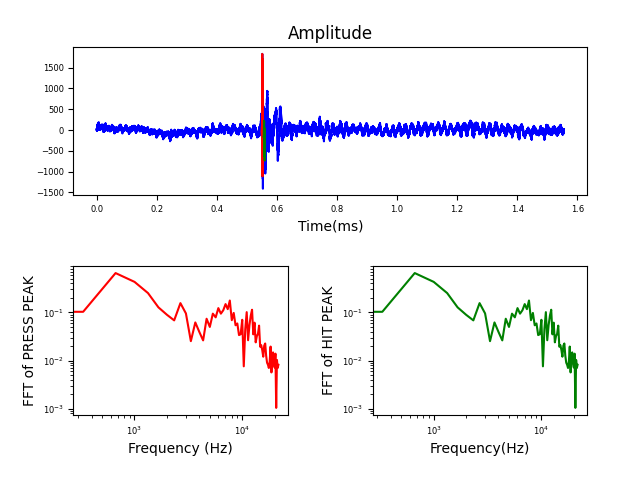 Amplitude
1500
1000
500
0
−500
−1000
−1500
0.0 0.2 0.4 0.6 0.8 1.0 1.2 1.4 1.6
Time(ms)
FFT of PRESS PEAK
10⁻¹
10⁻²
10⁻³
10³ 10⁴
Frequency (Hz)
FFT of HIT PEAK
10⁻¹
10⁻²
10⁻³
10³ 10⁴
Frequency(Hz)